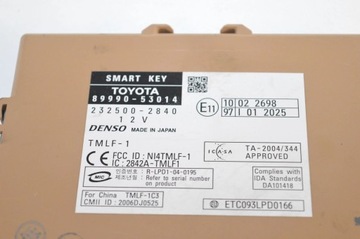 SMART KEY
TOYOTA
89990-53014
232500-2840
12V
DENSO MADE IN JAPAN
TMLF-1
FCC ID : NI4TMLF-1
IC : 2842A-TMLF1
MIC
R-LPD1-04-0195
For China TMLF-1C3
CMII ID : 2006DJ0525
E11
10 02 2698
97 I 01 2025
ICASA
TA-2004/344
APPROVED
Complies with
IDA Standards
DA101418
ETC093LPD0166